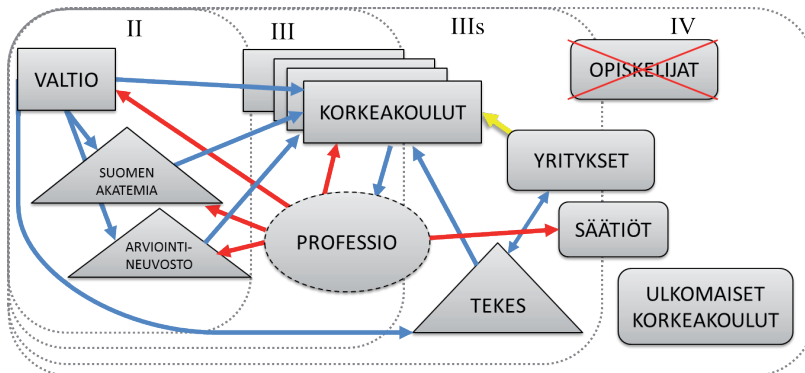 II
III
IIIs
IV
VALTIO
KORKEAKOULUT
OPISKELIJAT
YRITYKSET
SUOMEN
AKATEMIA
ARVIOINTI-
NEUVOSTO
PROFESSIO
SÄÄTIÖT
TEKES
ULKOMAISET
KORKEAKOULUT